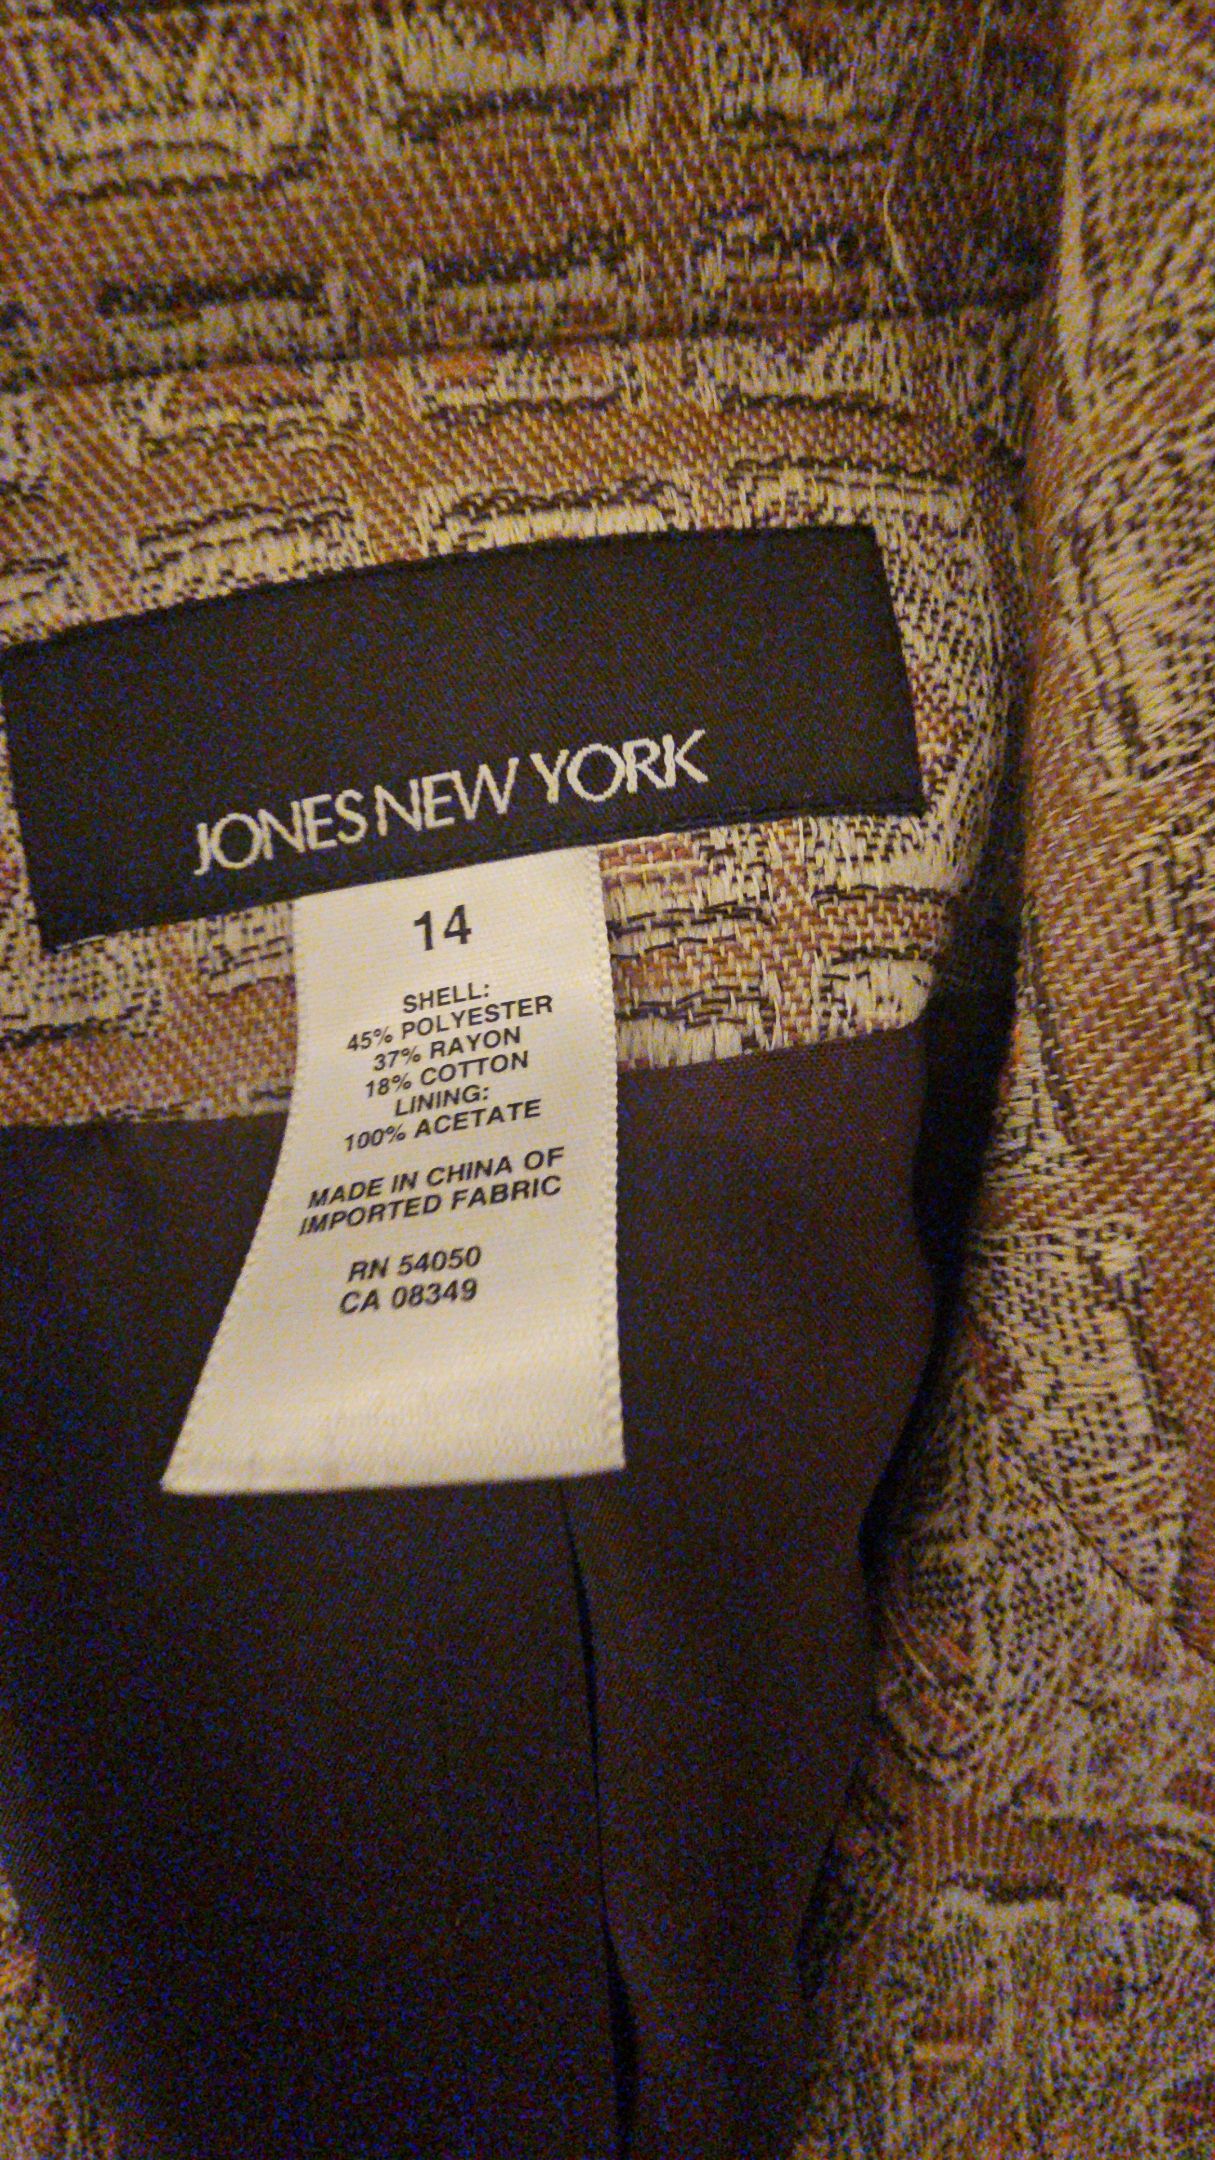 JONES NEW YORK
14
SHELL:
45% POLYESTER
37% RAYON
18% COTTON
LINING:
100% ACETATE
MADE IN CHINA OF
IMPORTED FABRIC
RN 54050
CA 08349